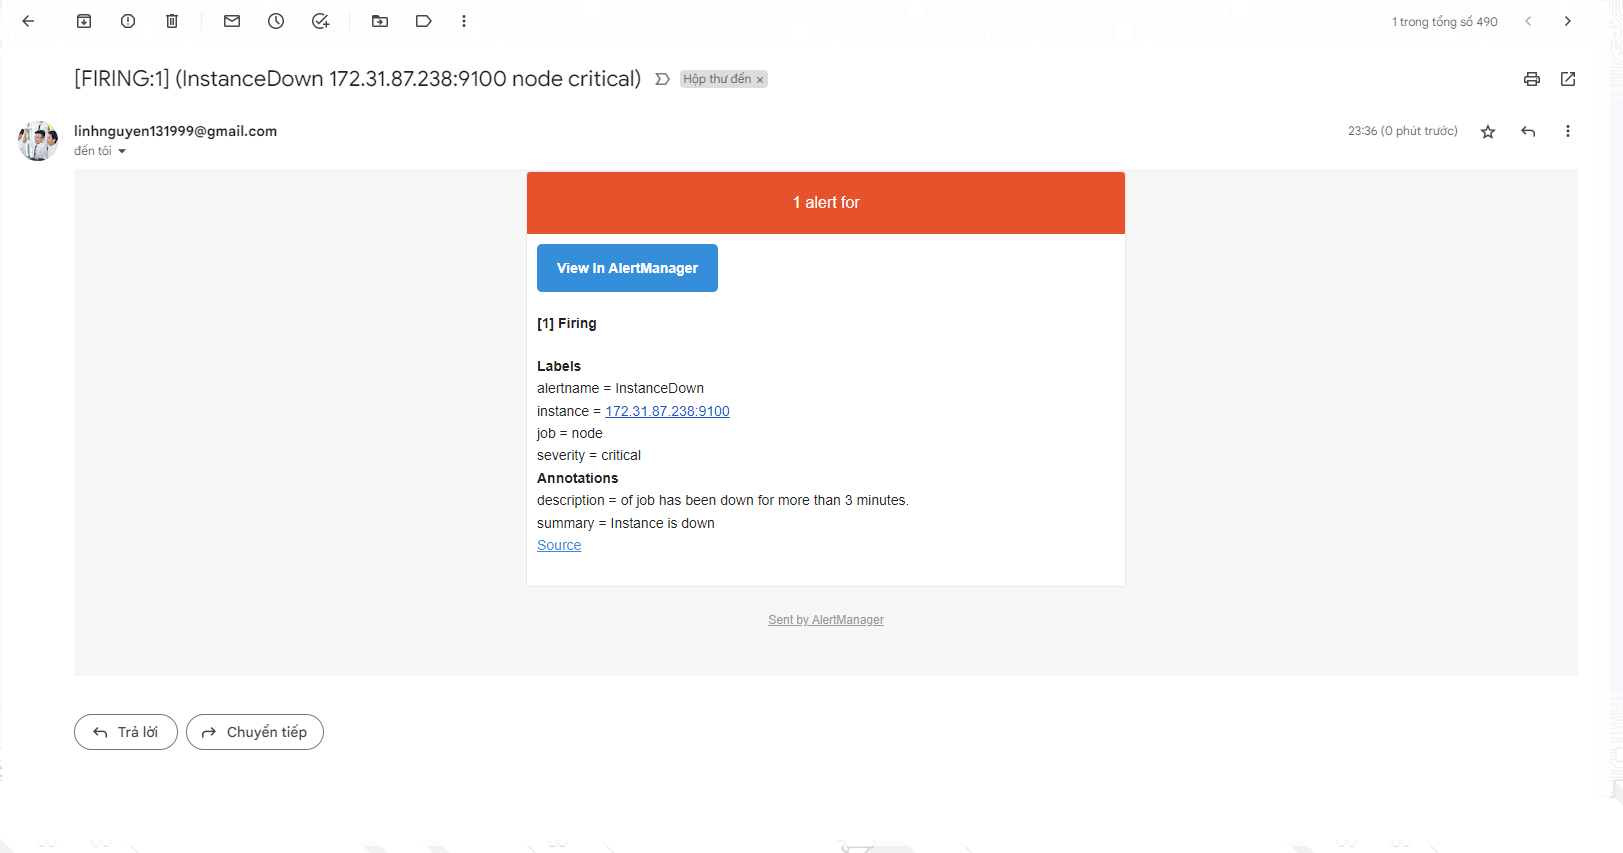 1 trong tổng số 490
[FIRING:1] (InstanceDown 172.31.87.238:9100 node critical)
Hộp thư đến ×
linhnguyen131999@gmail.com
23:36 (0 phút trước)
đến tôi
1 alert for
View In AlertManager
[1] Firing
Labels
alertname = InstanceDown
instance = 172.31.87.238:9100
job = node
severity = critical
Annotations
description = of job has been down for more than 3 minutes.
summary = Instance is down
Source
Sent by AlertManager
Trả lời
Chuyển tiếp